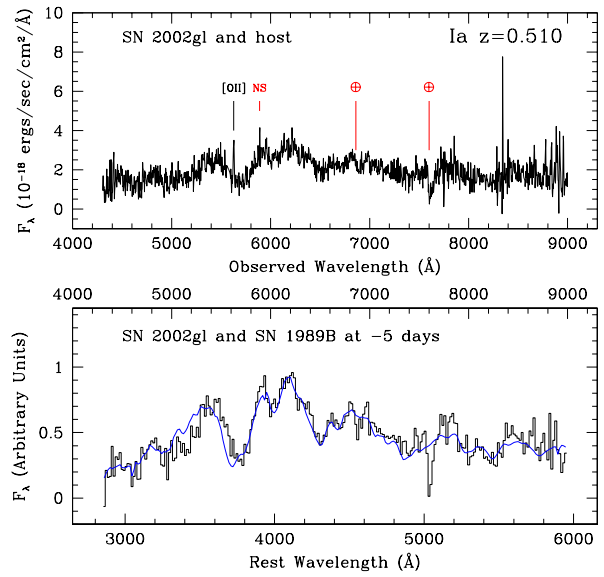 SN 2002gl and host
Ia z=0.510
[OII] NS ⊕ ⊕
10
8
6
4
2
0
F_λ (10⁻¹⁸ ergs/sec/cm²/Å)
4000 5000 6000 7000 8000 9000
Observed Wavelength (Å)
4000 5000 6000 7000 8000 9000
SN 2002gl and SN 1989B at −5 days
1
0.5
0
F_λ (Arbitrary Units)
3000 4000 5000 6000
Rest Wavelength (Å)